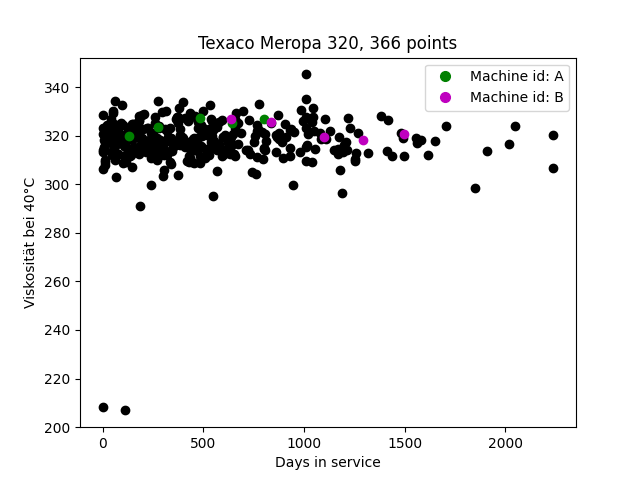 Texaco Meropa 320, 366 points
Machine id: A
Machine id: B
Viskosität bei 40°C
340
320
300
280
260
240
220
200
0
500
1000
1500
2000
Days in service